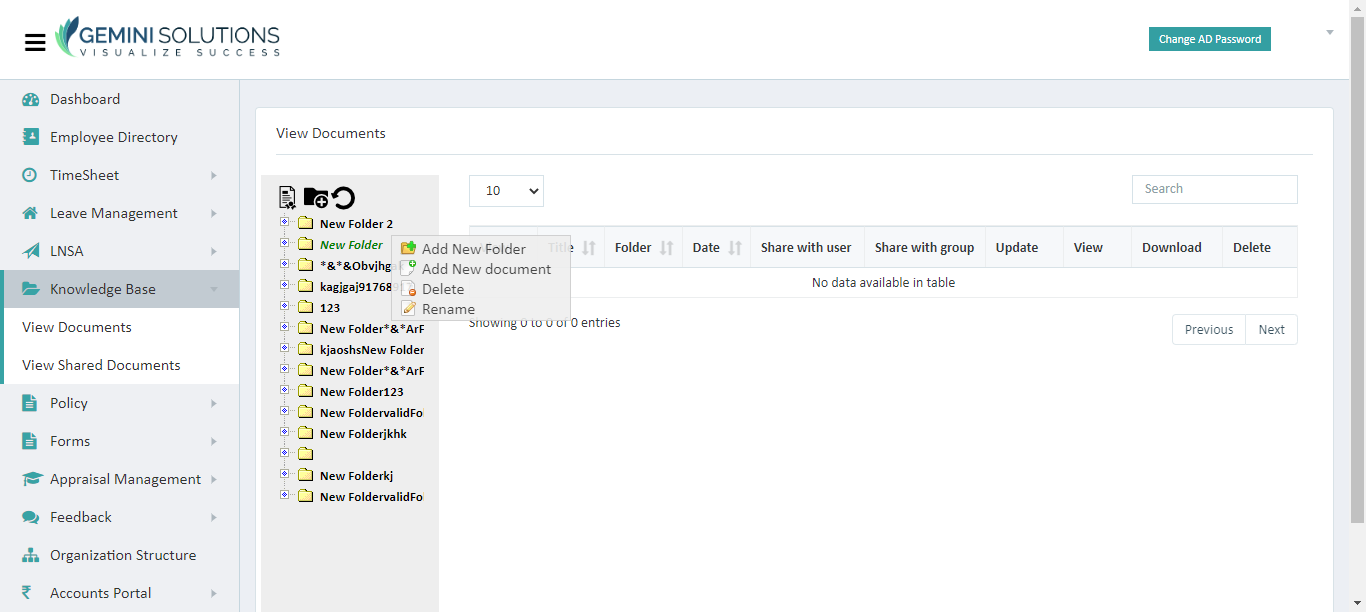 GEMINI SOLUTIONS
VISUALIZE SUCCESS
Change AD Password
Dashboard
Employee Directory
TimeSheet
Leave Management
LNSA
Knowledge Base
View Documents
View Shared Documents
Policy
Forms
Appraisal Management
Feedback
Organization Structure
Accounts Portal
View Documents
New Folder 2
New Folder
*&*&Obvjhgak
kagjgaj9176891
123
New Folder*&*ArF
kjaoshsNew Folder
New Folder*&*ArF
New Folder123
New FoldervalidFo
New Folderjkhk
New Folderkj
New FoldervalidFo
Add New Folder
Add New document
Delete
Rename
10
Search
Title Folder Date Share with user Share with group Update View Download Delete
No data available in table
Showing 0 to 0 of 0 entries
Previous Next